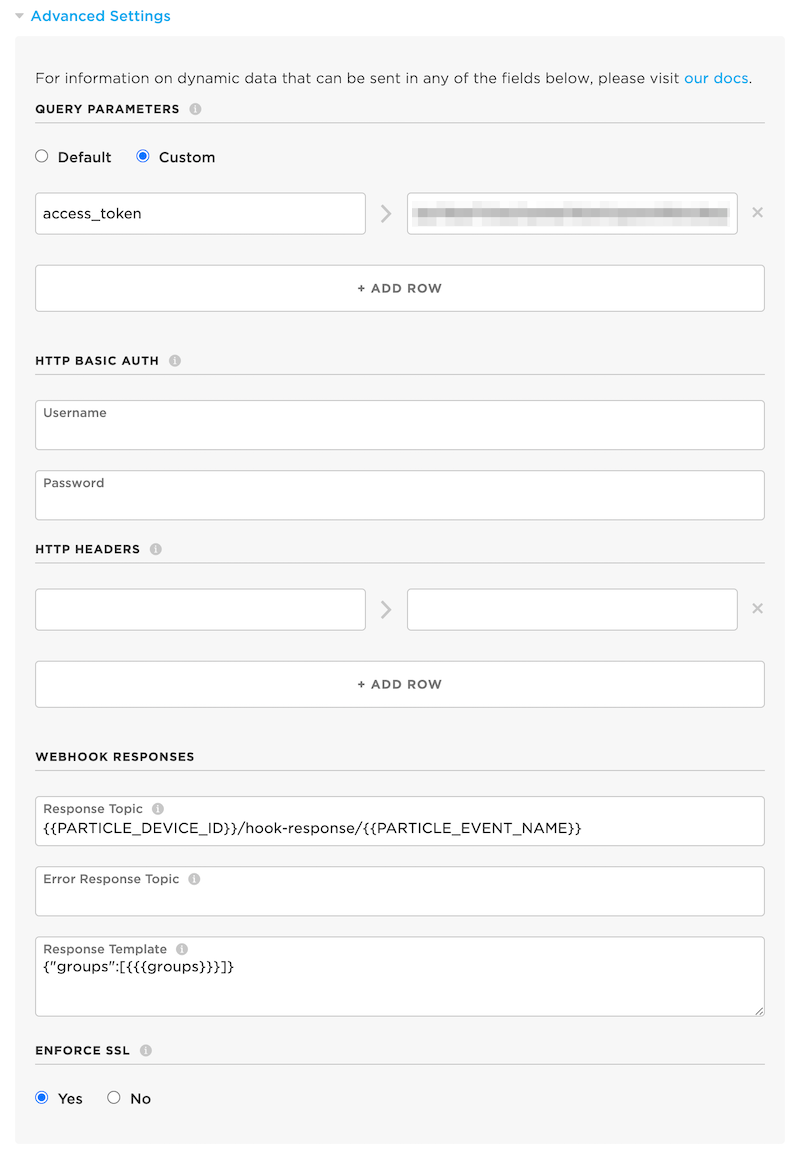 Advanced Settings
For information on dynamic data that can be sent in any of the fields below, please visit our docs.
QUERY PARAMETERS
Default Custom
access_token
+ ADD ROW
HTTP BASIC AUTH
Username
Password
HTTP HEADERS
+ ADD ROW
WEBHOOK RESPONSES
Response Topic
{{PARTICLE_DEVICE_ID}}/hook-response/{{PARTICLE_EVENT_NAME}}
Error Response Topic
Response Template
{"groups":[{{{groups}}}]}
ENFORCE SSL
Yes No